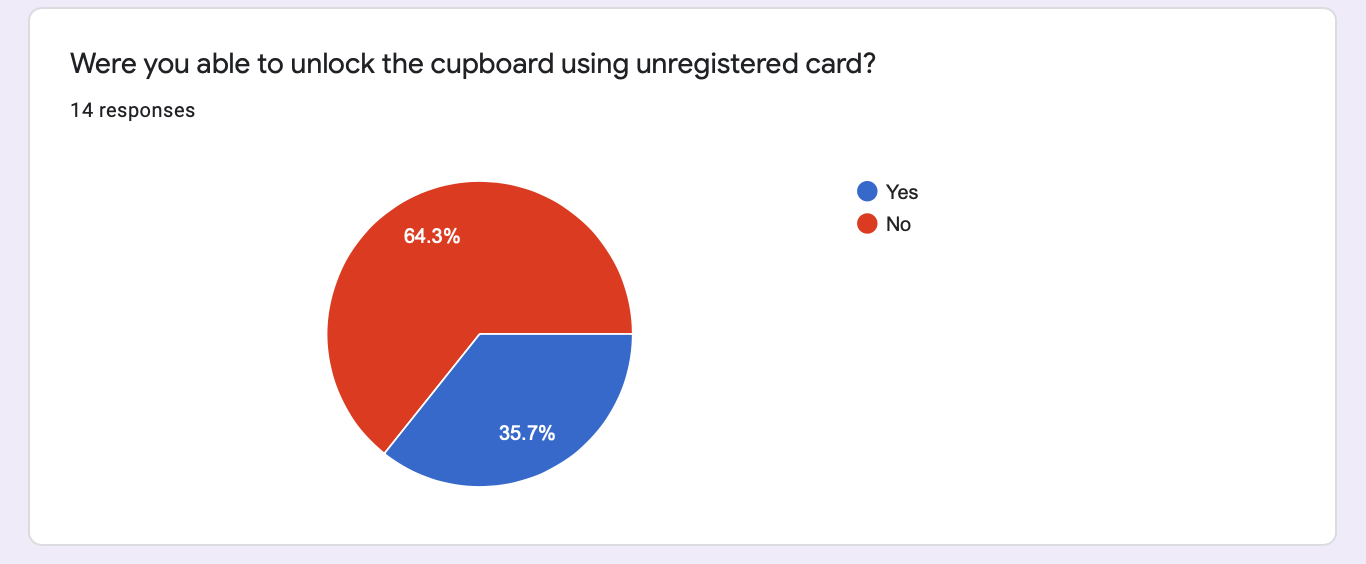 Were you able to unlock the cupboard using unregistered card?
14 responses
Yes
No
64.3%
35.7%